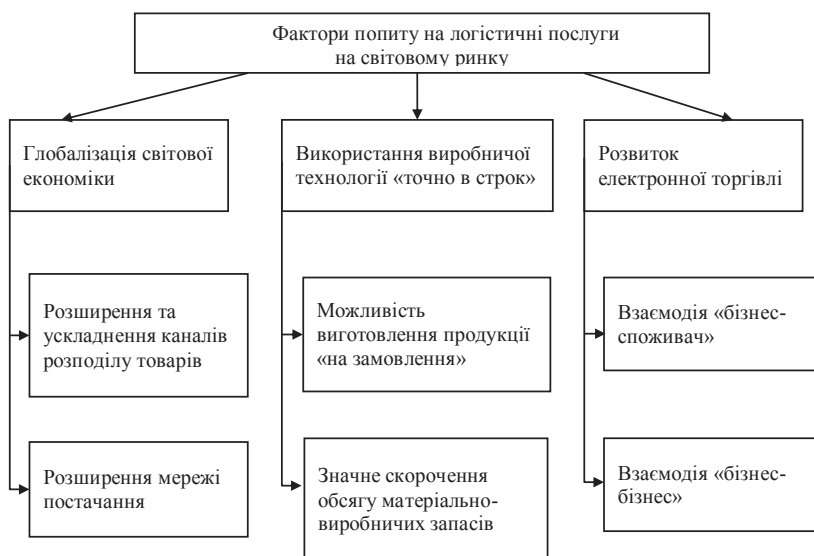 Фактори попиту на логістичні послуги
на світовому ринку
Глобалізація світової
економіки
Використання виробничої
технології «точно в строк»
Розвиток
електронної торгівлі
Розширення та
ускладнення каналів
розподілу товарів
Можливість
виготовлення продукції
«на замовлення»
Взаємодія «бізнес-
споживач»
Розширення мережі
постачання
Значне скорочення
обсягу матеріально-
виробничих запасів
Взаємодія «бізнес-
бізнес»